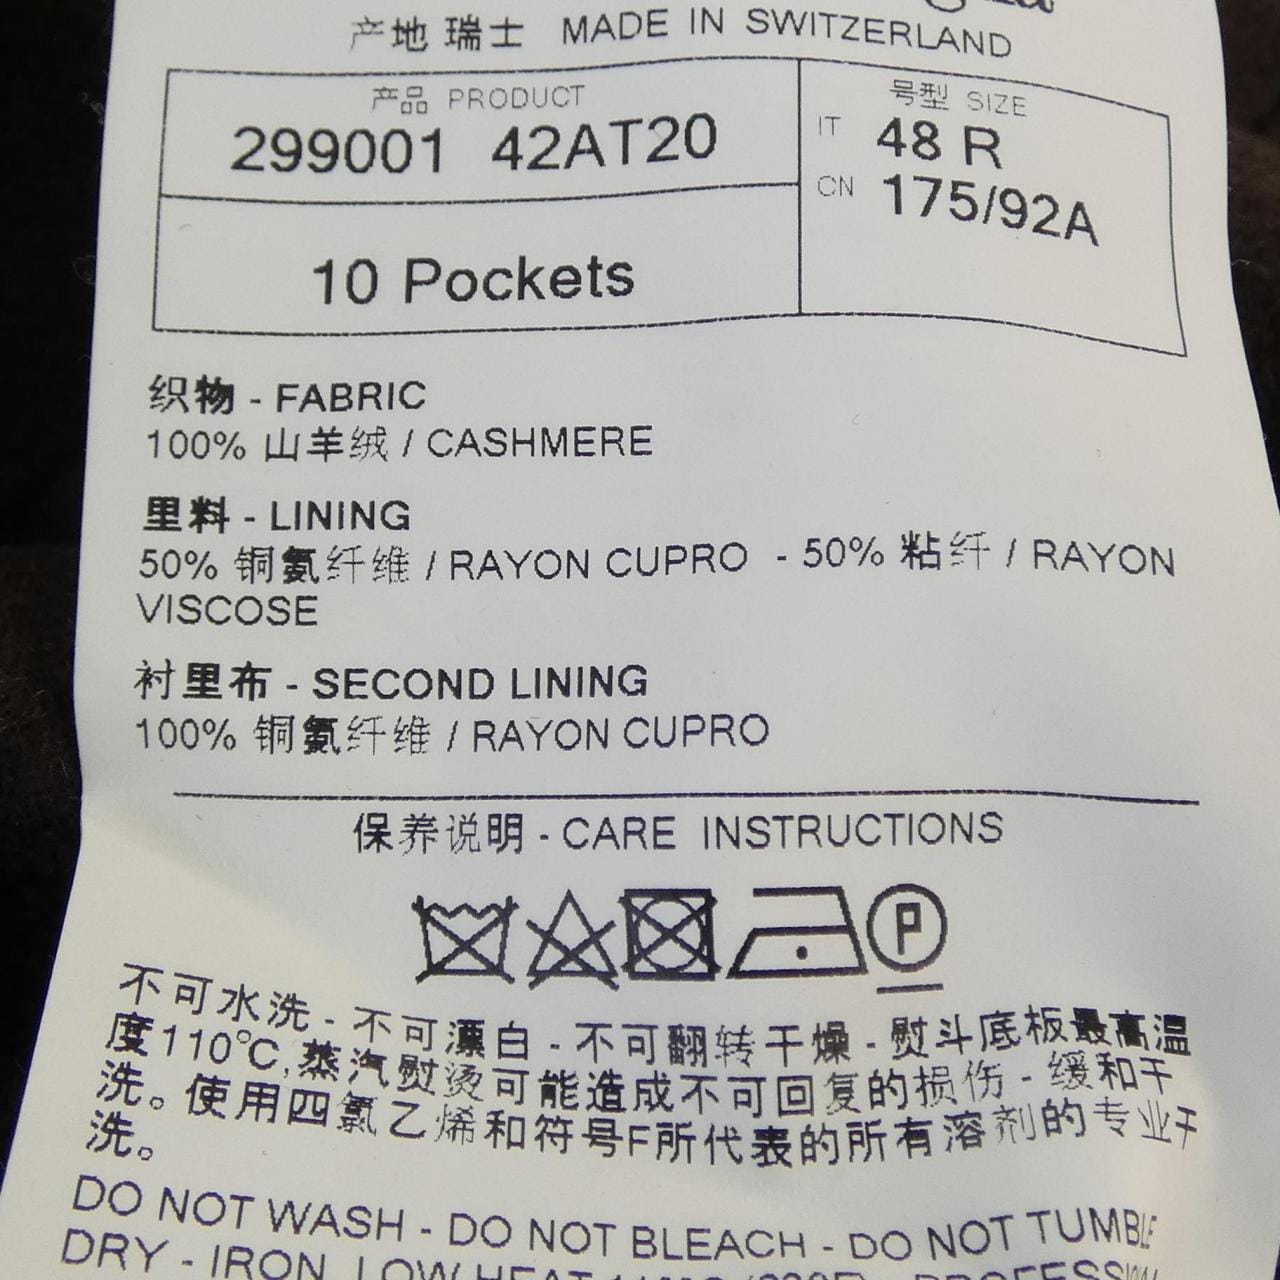 产地 瑞士 MADE IN SWITZERLAND
产品 PRODUCT
299001 42AT20
10 Pockets
号型 SIZE
IT 48 R
CN 175/92A
织物 - FABRIC
100% 山羊绒 / CASHMERE
里料 - LINING
50% 铜氨纤维 / RAYON CUPRO - 50% 粘纤 / RAYON
VISCOSE
衬里布 - SECOND LINING
100% 铜氨纤维 / RAYON CUPRO
保养说明 - CARE INSTRUCTIONS
P
不可水洗 - 不可漂白 - 不可翻转干燥 - 熨斗底板最高温
度110°C,蒸汽熨烫可能造成不可回复的损伤 - 缓和干
洗。使用四氯乙烯和符号F所代表的所有溶剂的专业干
洗。
DO NOT WASH - DO NOT BLEACH - DO NOT TUMBLE
DRY - IRON LOW HEAT